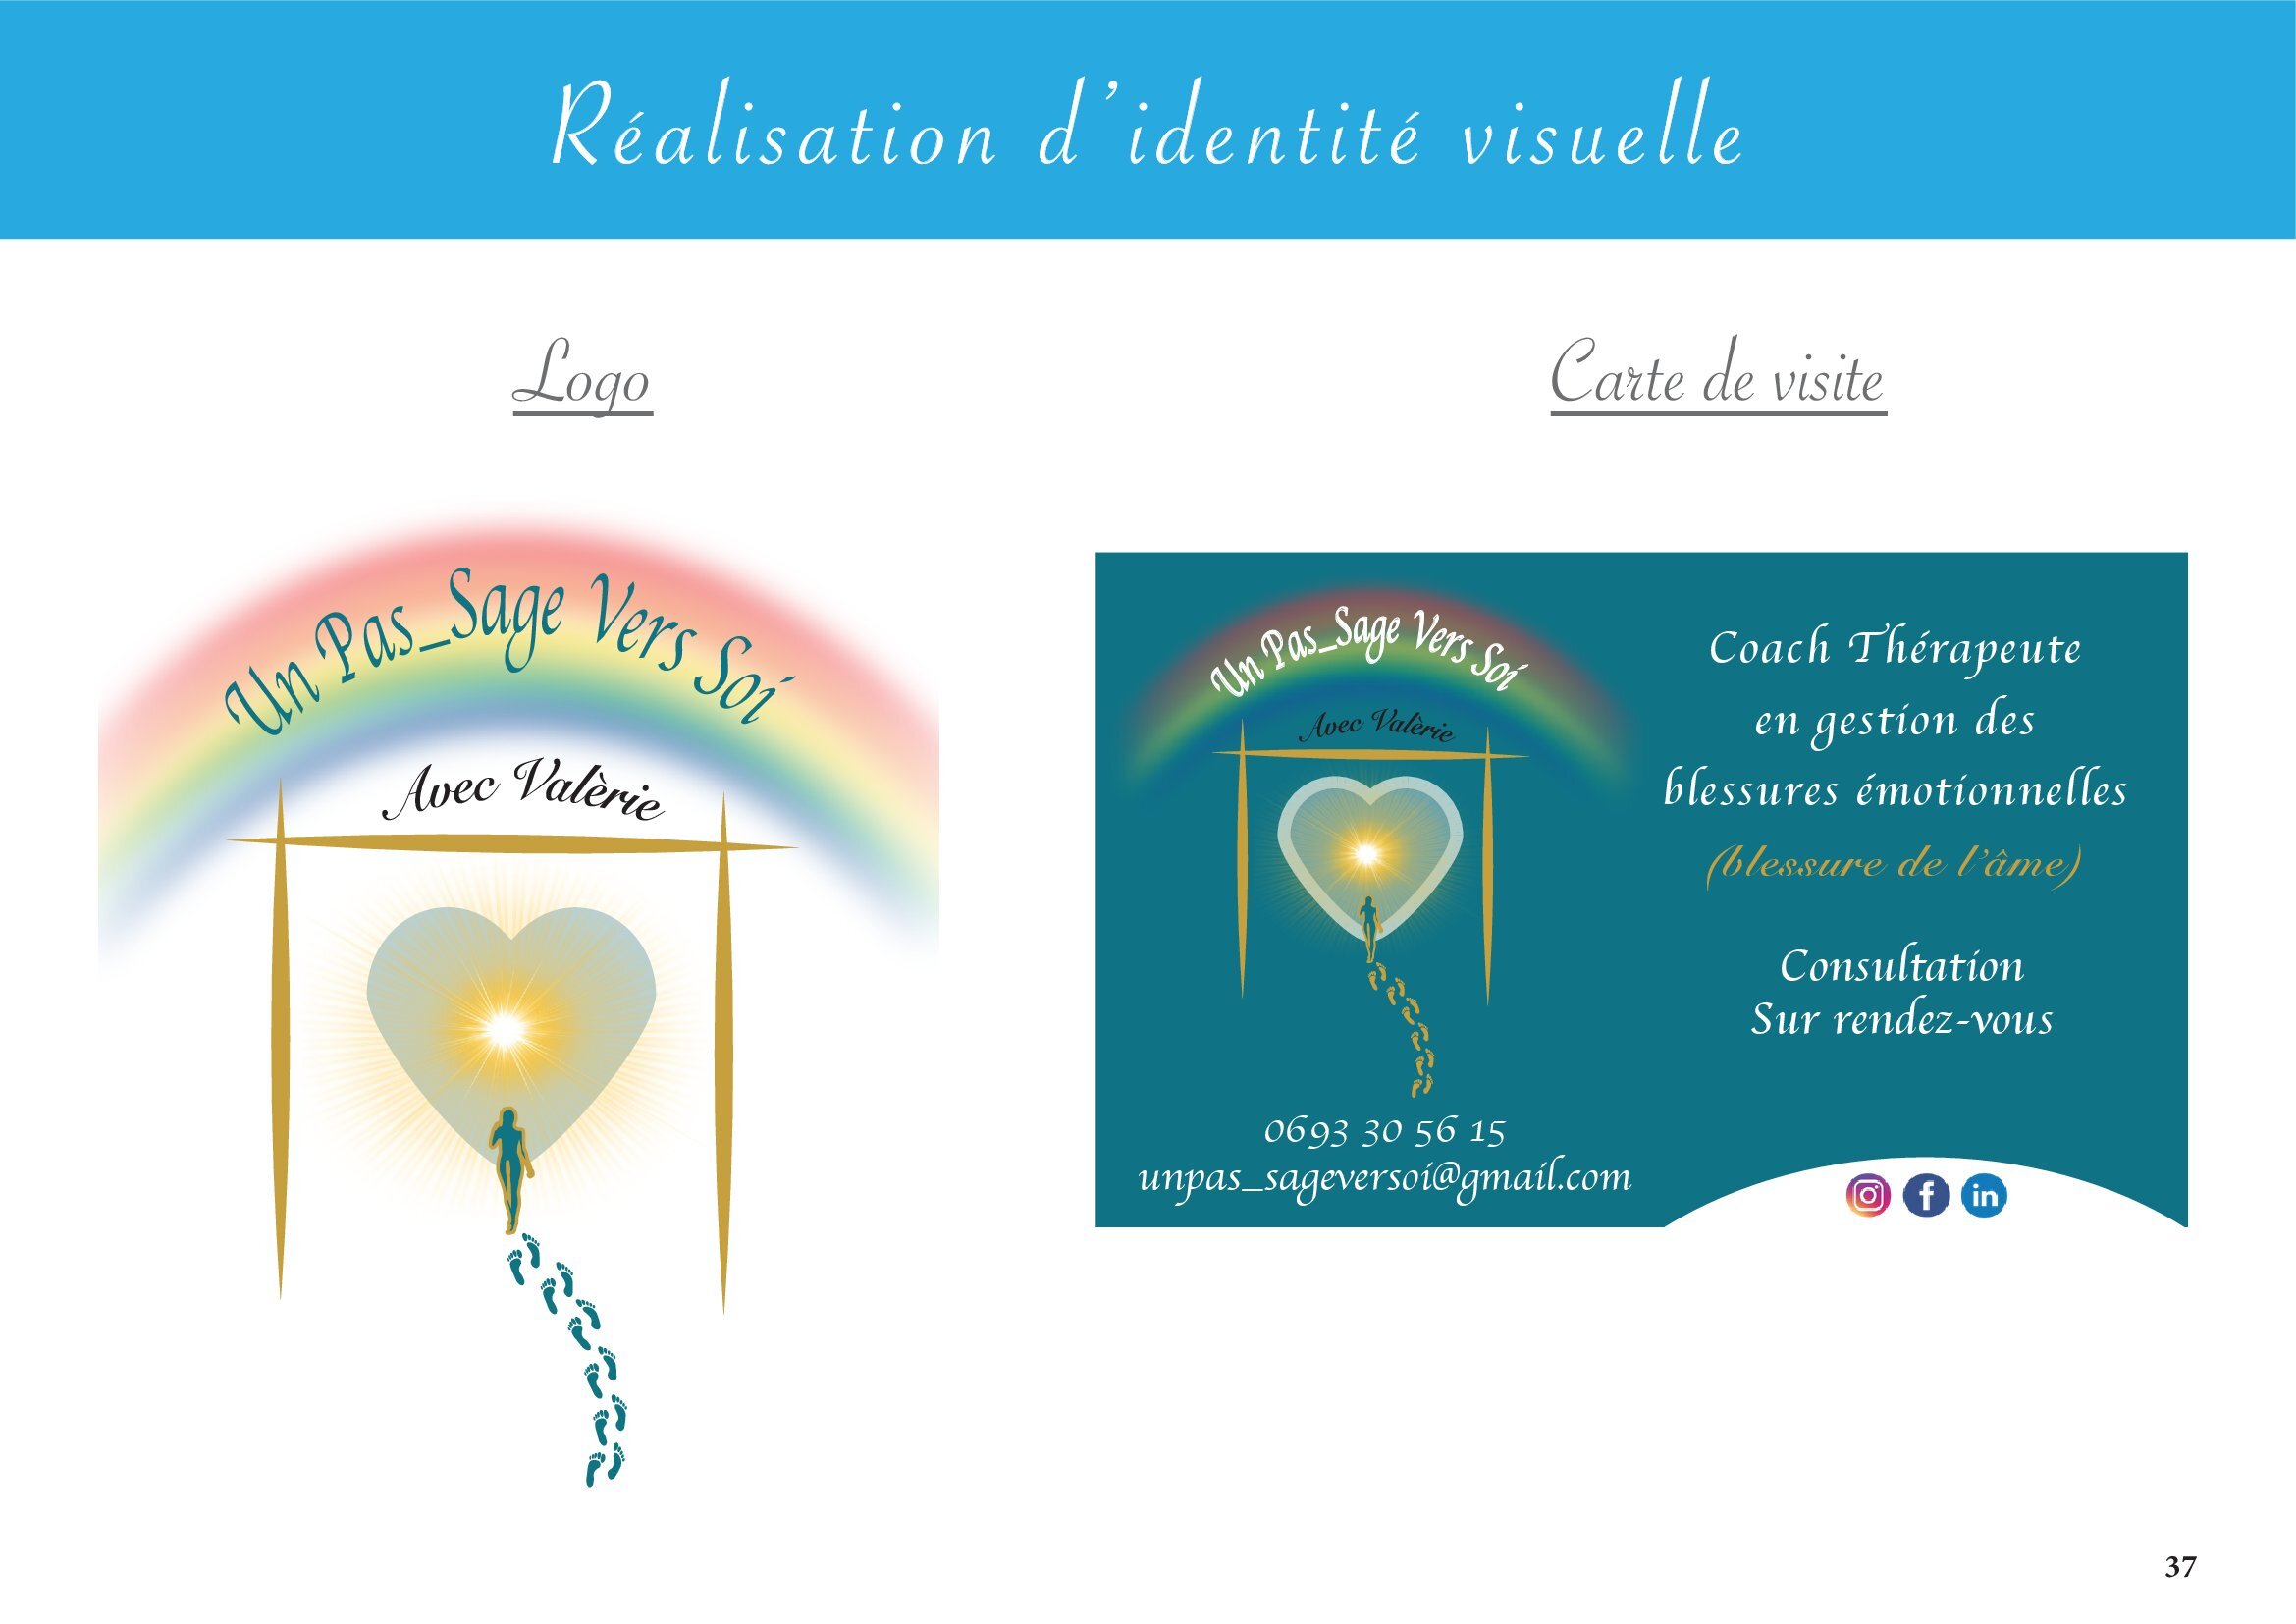 Réalisation d'identité visuelle
Logo
Carte de visite
Un Pas_Sage Vers Soi
Avec Valèrie
Un Pas_Sage Vers Soi
Avec Valèrie
0693 30 56 15
unpas_sageversoi@gmail.com
Coach Thérapeute
en gestion des
blessures émotionnelles
(blessure de l'âme)
Consultation
Sur rendez-vous
37